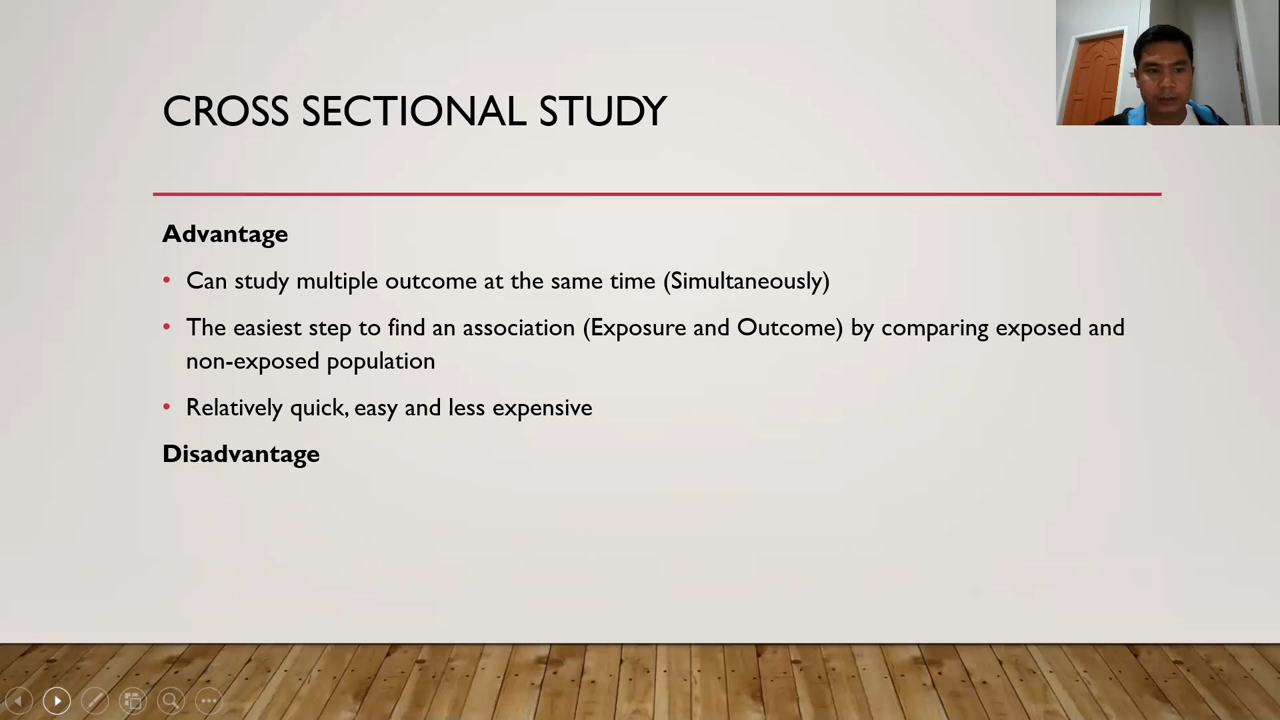 CROSS SECTIONAL STUDY
Advantage
• Can study multiple outcome at the same time (Simultaneously)
• The easiest step to find an association (Exposure and Outcome) by comparing exposed and
non-exposed population
• Relatively quick, easy and less expensive
Disadvantage